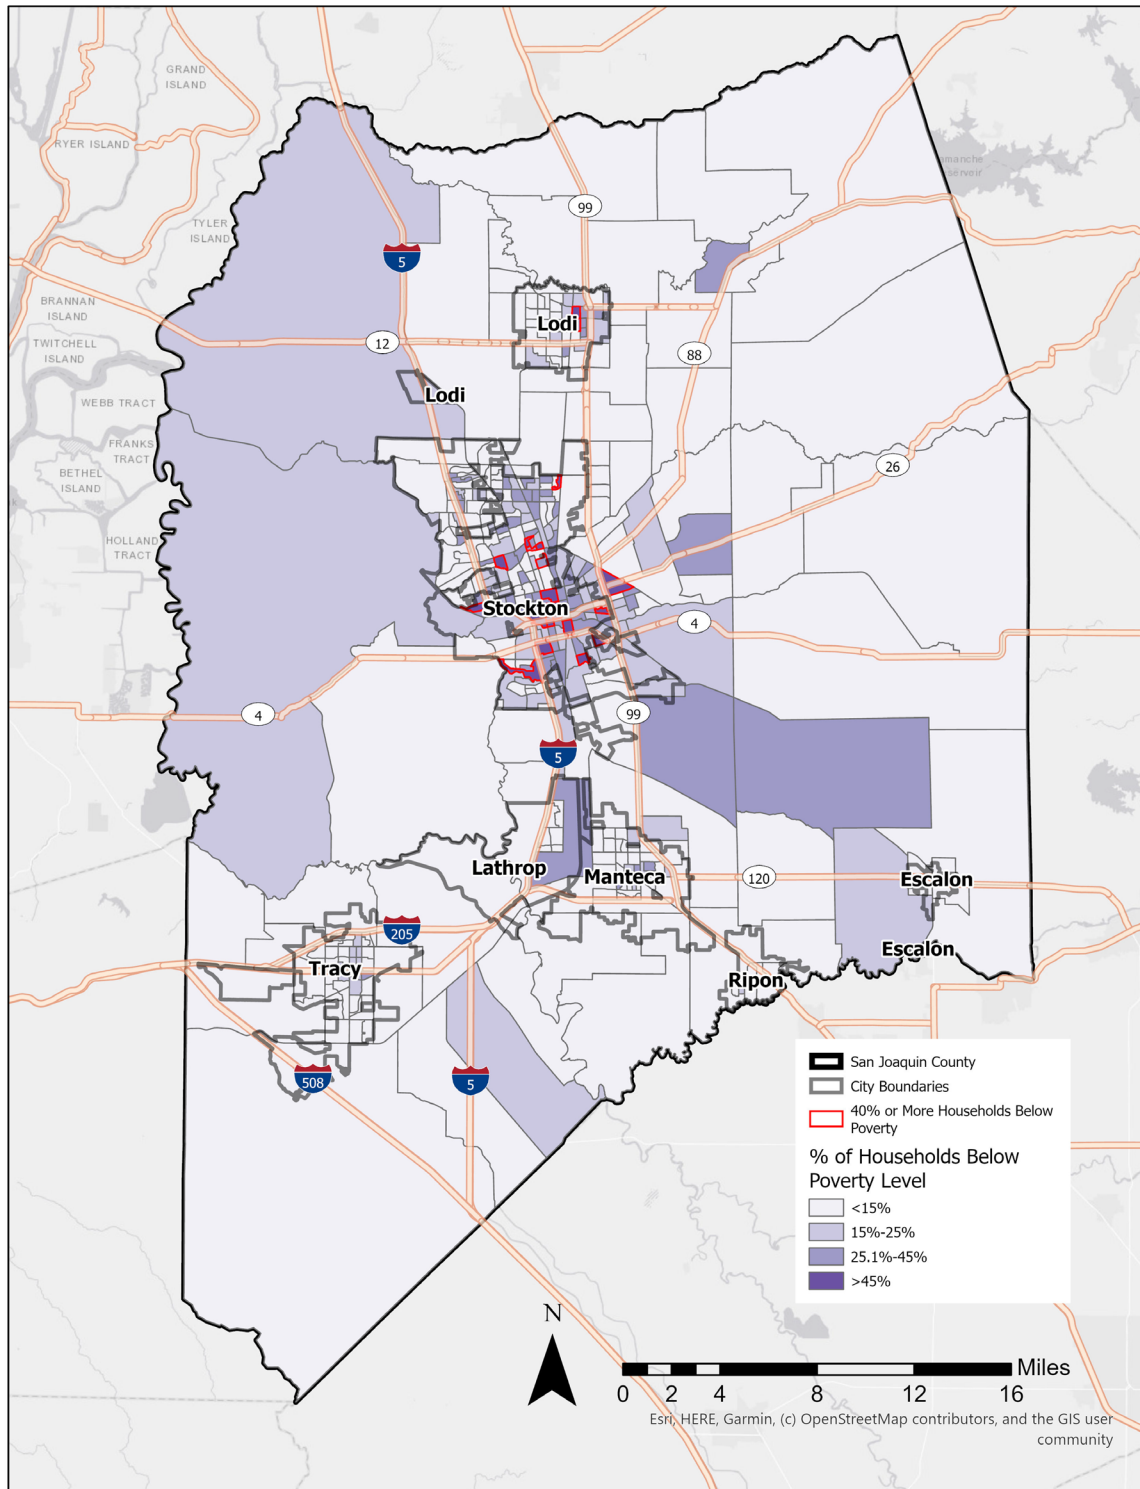 GRAND
ISLAND
RYER ISLAND
TYLER
ISLAND
99
5
BRANNAN
ISLAND
TWITCHELL
ISLAND
Lodi
12
88
Lodi
WEBB TRACT
FRANKS
TRACT
BETHEL
ISLAND
26
HOLLAND
TRACT
Stockton
4
4
99
5
Lathrop
Manteca
120
Escalon
205
Escalon
Tracy
Ripon
508
5
San Joaquin County
City Boundaries
40% or More Households Below
Poverty
% of Households Below
Poverty Level
<15%
15%-25%
25.1%-45%
>45%
N
Miles
0 2 4 8 12 16
Esri, HERE, Garmin, (c) OpenStreetMap contributors, and the GIS user
community